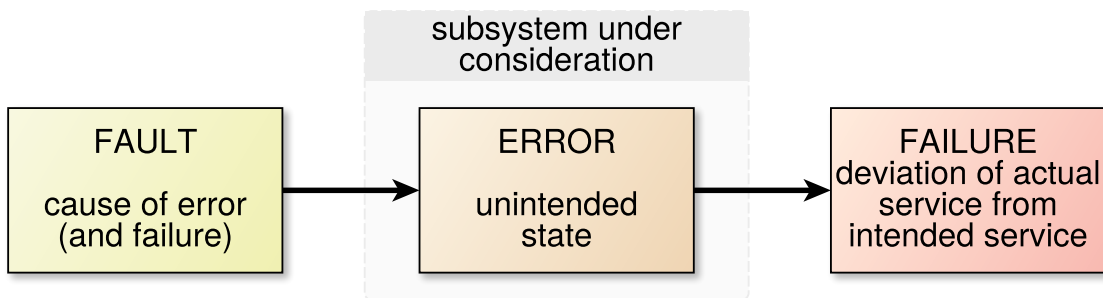 subsystem under
consideration
FAULT
cause of error
(and failure)
ERROR
unintended
state
FAILURE
deviation of actual
service from
intended service